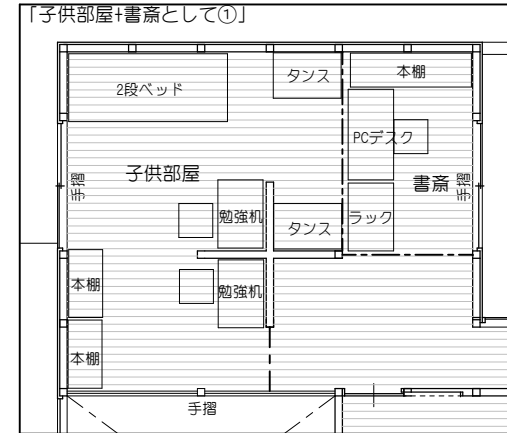 「子供部屋+書斎として①」
2段ベッド
タンス
本棚
PCデスク
子供部屋
書斎
手摺
手摺
勉強机
タンス
ラック
本棚
勉強机
本棚
手摺